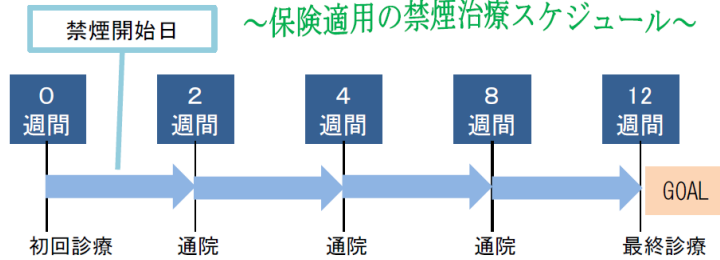 禁煙開始日
～保険適用の禁煙治療スケジュール～
0
週間
2
週間
4
週間
8
週間
12
週間
GOAL
初回診療
通院
通院
通院
最終診療